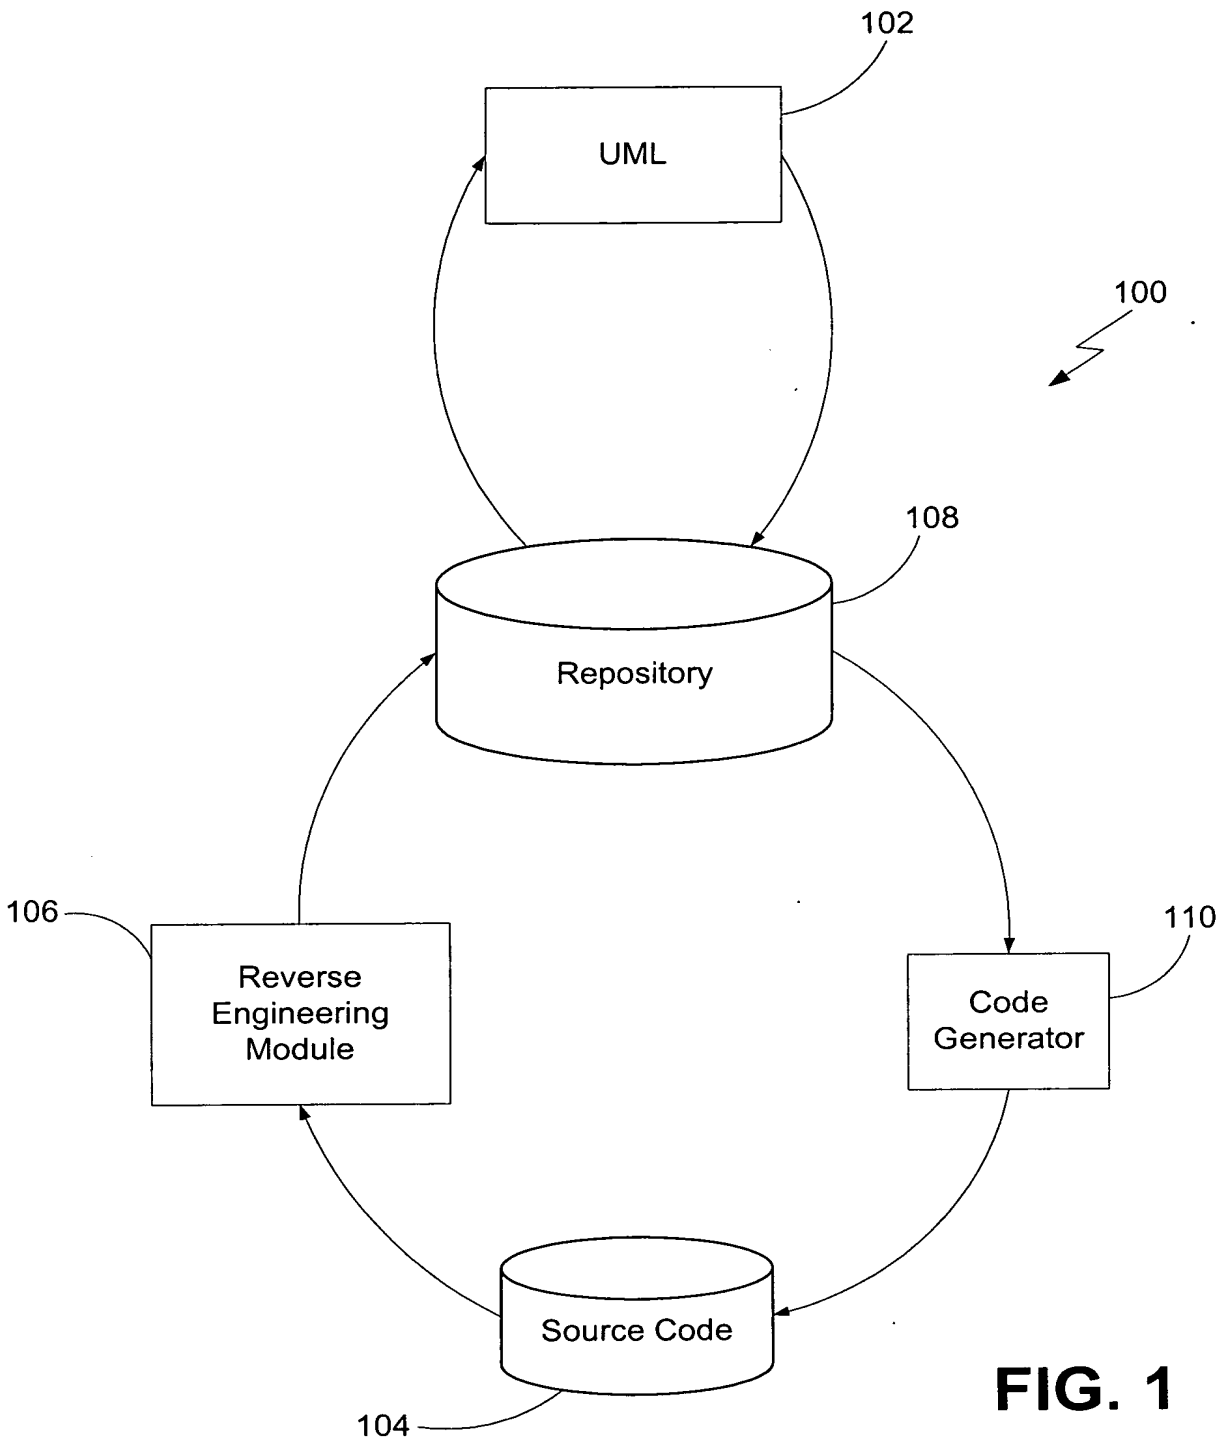 102
UML
100
108
Repository
106
110
Reverse
Engineering
Module
Code
Generator
Source Code
FIG. 1
104